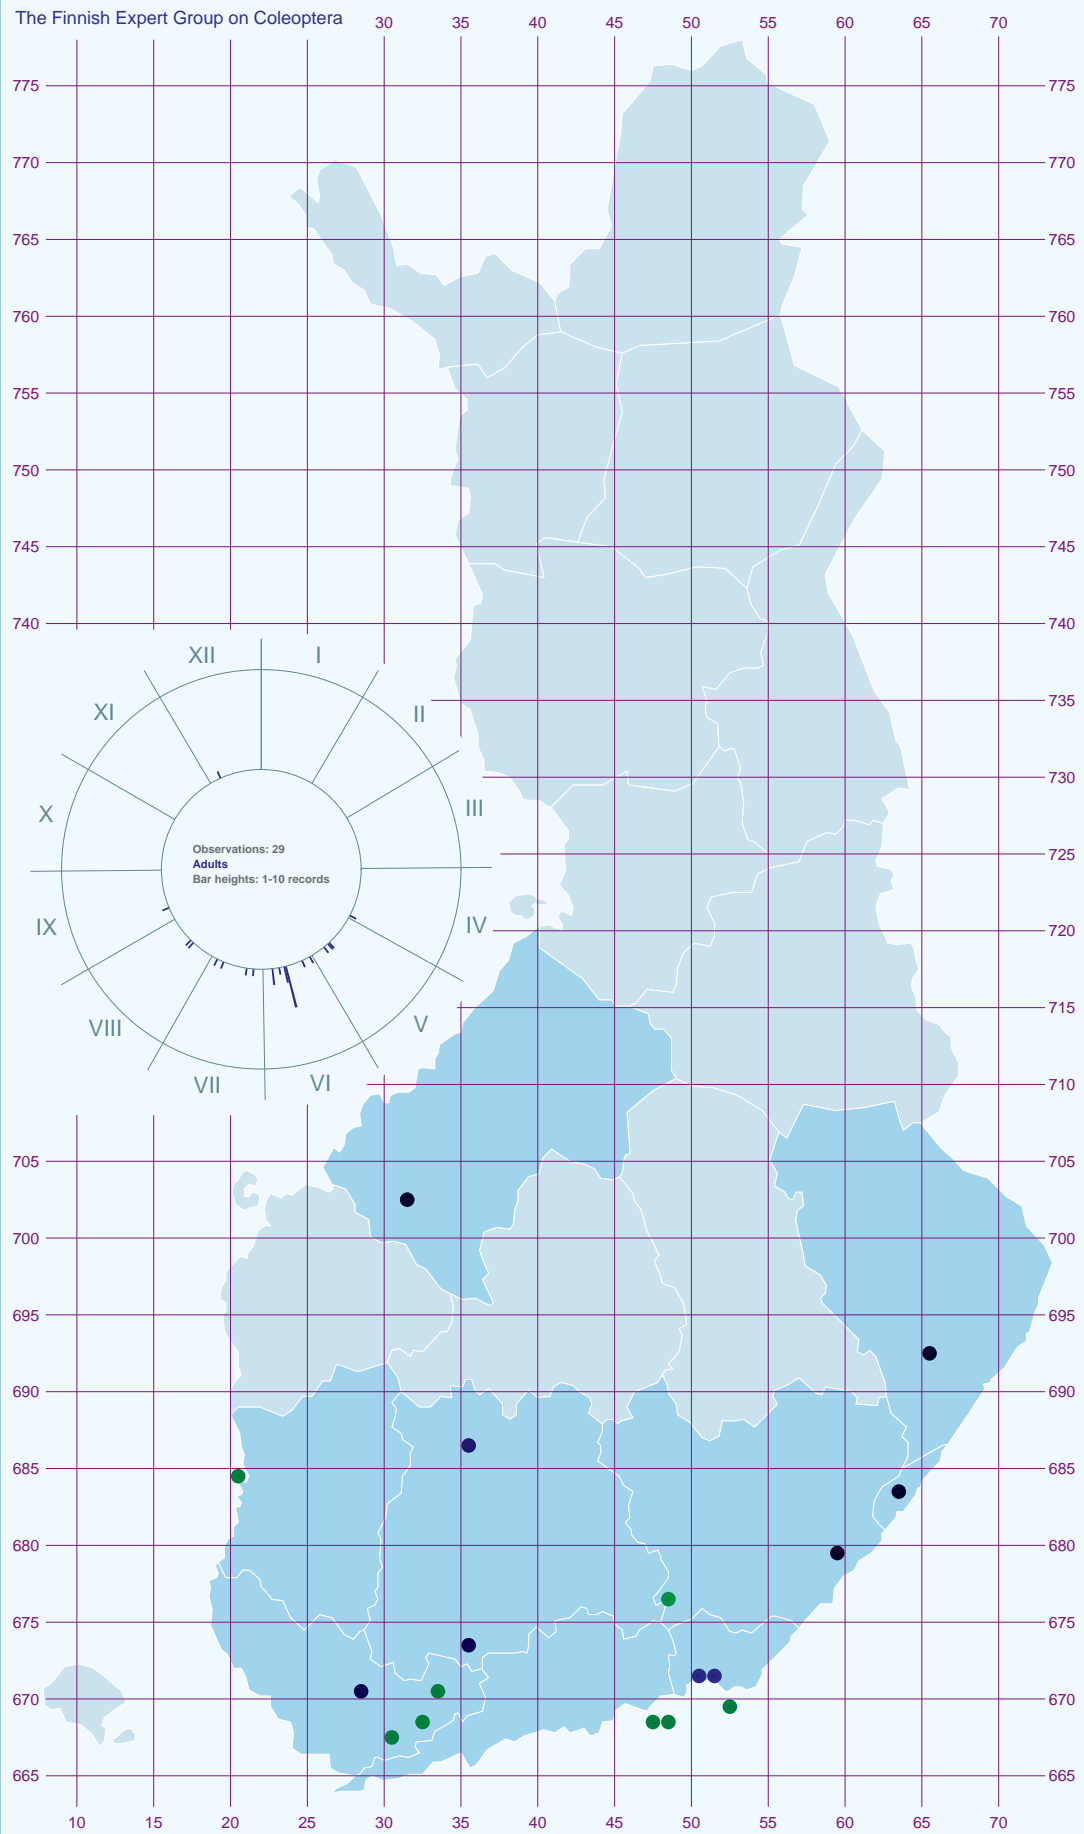 The Finnish Expert Group on Coleoptera
30 35 40 45 50 55 60 65 70
775 775
770 770
765 765
760 760
755 755
750 750
745 745
740 740
XII I
XI II
735
730
X III
Observations: 29
Adults
Bar heights: 1-10 records
725
IX IV
720
715
VIII V
VII VI
710
705 705
700 700
695 695
690 690
685 685
680 680
675 675
670 670
665 665
10 15 20 25 30 35 40 45 50 55 60 65 70